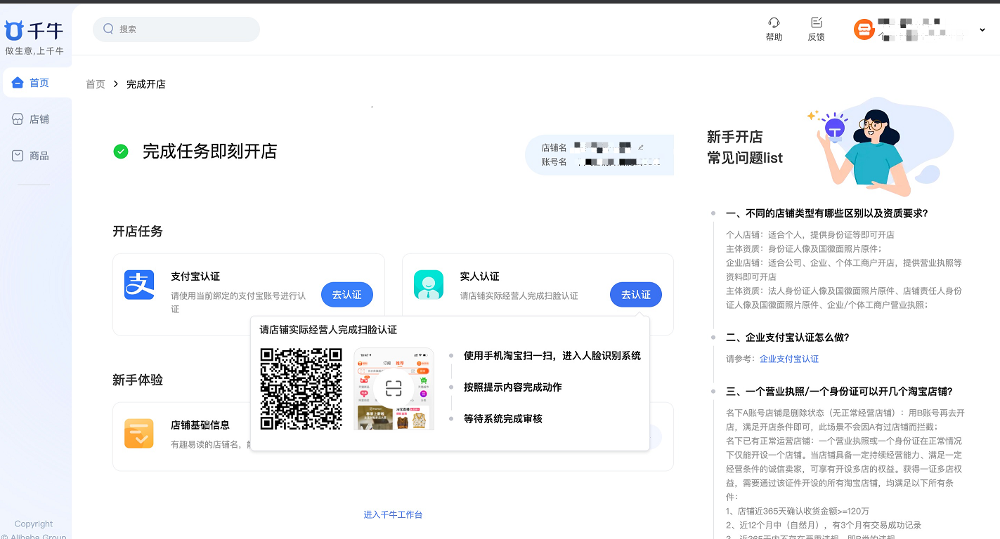 千牛
做生意,上千牛
搜索
帮助
反馈
首页
店铺
商品
首页
完成开店
完成任务即刻开店
店铺名
账号名
开店任务
支付宝认证
请使用当前绑定的支付宝账号进行认
证
去认证
实人认证
请店铺实际经营人完成扫脸认证
去认证
请店铺实际经营人完成扫脸认证
10:47
订阅
推荐
使用手机淘宝扫一扫，进入人脸识别系统
按照提示内容完成动作
等待系统完成审核
新手体验
店铺基础信息
有趣易读的店铺名，
进入千牛工作台
新手开店
常见问题list
一、不同的店铺类型有哪些区别以及资质要求?
个人店铺：适合个人，提供身份证等即可开店
主体资质：身份证人像及国徽面照片原件；
企业店铺：适合公司、企业、个体工商户开店，提供营业执照等
资料即可开店
主体资质：法人身份证人像及国徽面照片原件、店铺责任人身份
证人像及国徽面照片原件、企业/个体工商户营业执照；
二、企业支付宝认证怎么做?
请参考：企业支付宝认证
三、一个营业执照/一个身份证可以开几个淘宝店铺?
名下A账号店铺是删除状态（无正常经营店铺）：用B账号再去开
店，满足开店条件即可，此场景不会因A有过店铺而拦截；
名下已有正常运营店铺：一个营业执照或一个身份证在正常情况
下仅能开设一个店铺。当店铺具备一定持续经营能力、满足一定
经营条件的诚信卖家，可享有开设多店的权益。获得一证多店权
益，需要通过该证件开设的所有淘宝店铺，均满足以下所有条
件：
1、店铺近365天确认收货金额>=120万
2、近12个月中（自然月），有3个月有交易成功记录
3、近365天内不存在严重违规，即B类的违规
Copyright
© Alibaba Group